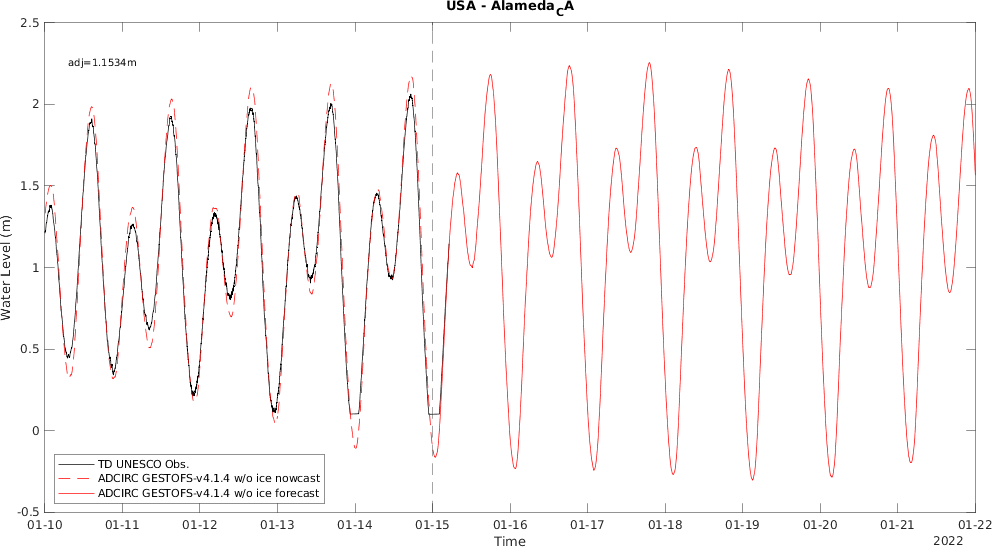 USA - Alameda_CA
adj=1.1534m
2.5
2
1.5
1
0.5
0
-0.5
Water Level (m)
TD UNESCO Obs.
ADCIRC GESTOFS-v4.1.4 w/o ice nowcast
ADCIRC GESTOFS-v4.1.4 w/o ice forecast
01-10 01-11 01-12 01-13 01-14 01-15 01-16 01-17 01-18 01-19 01-20 01-21 01-22
Time
2022